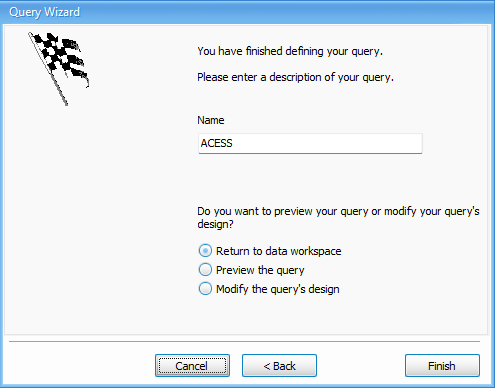 Query Wizard
You have finished defining your query.
Please enter a description of your query.
Name
ACESS
Do you want to preview your query or modify your query's
design?
Return to data workspace
Preview the query
Modify the query's design
Cancel
< Back
Finish